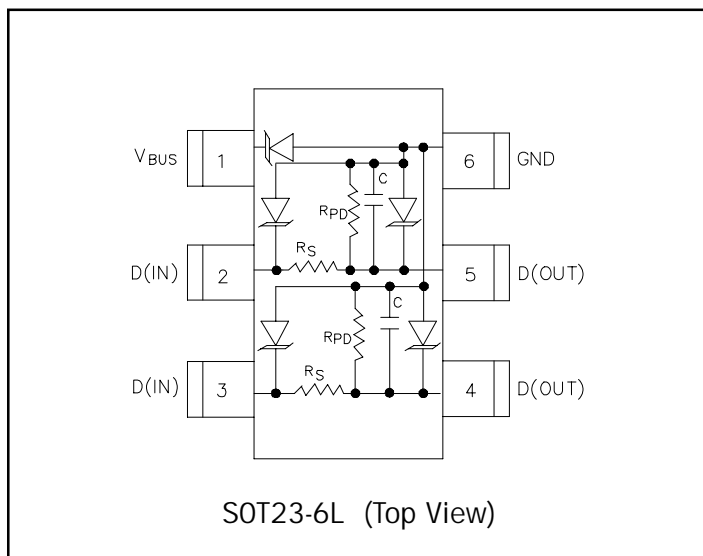 VBUS 1 6 GND
C
RPD
RS
D(IN) 2 5 D(OUT)
C
RPD
RS
D(IN) 3 4 D(OUT)
SOT23-6L (Top View)